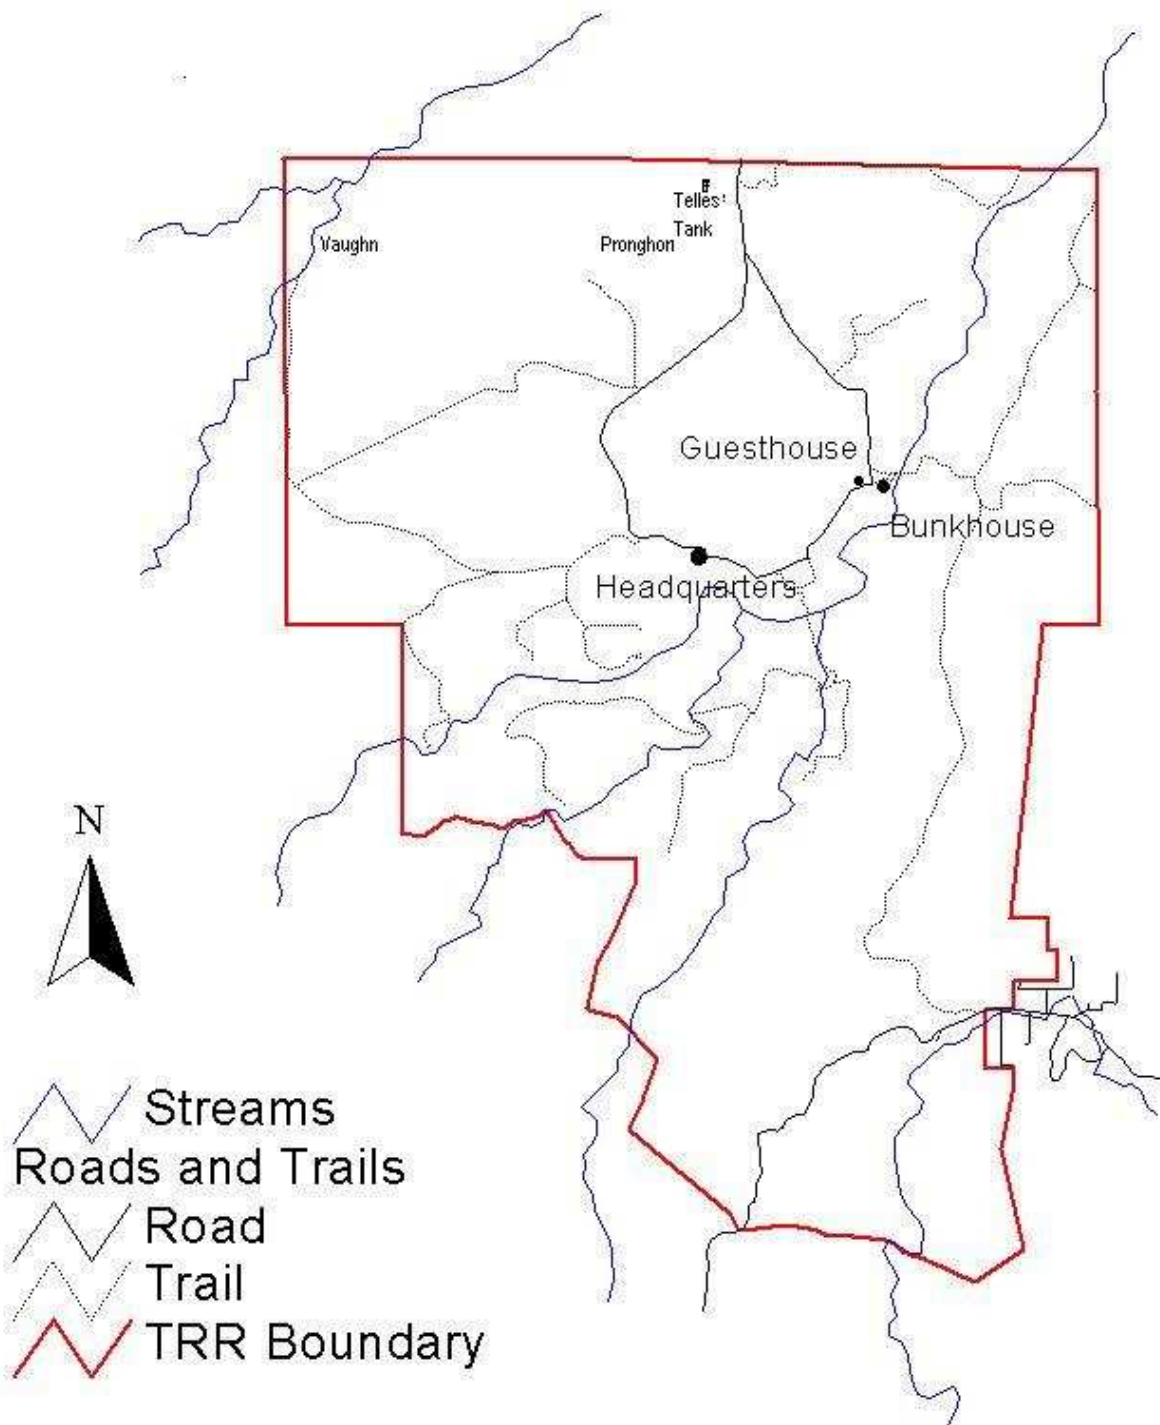 Telles
Tank
Vaughn
Pronghon
Guesthouse
Bunkhouse
Headquarters
N
Streams
Roads and Trails
Road
Trail
TRR Boundary